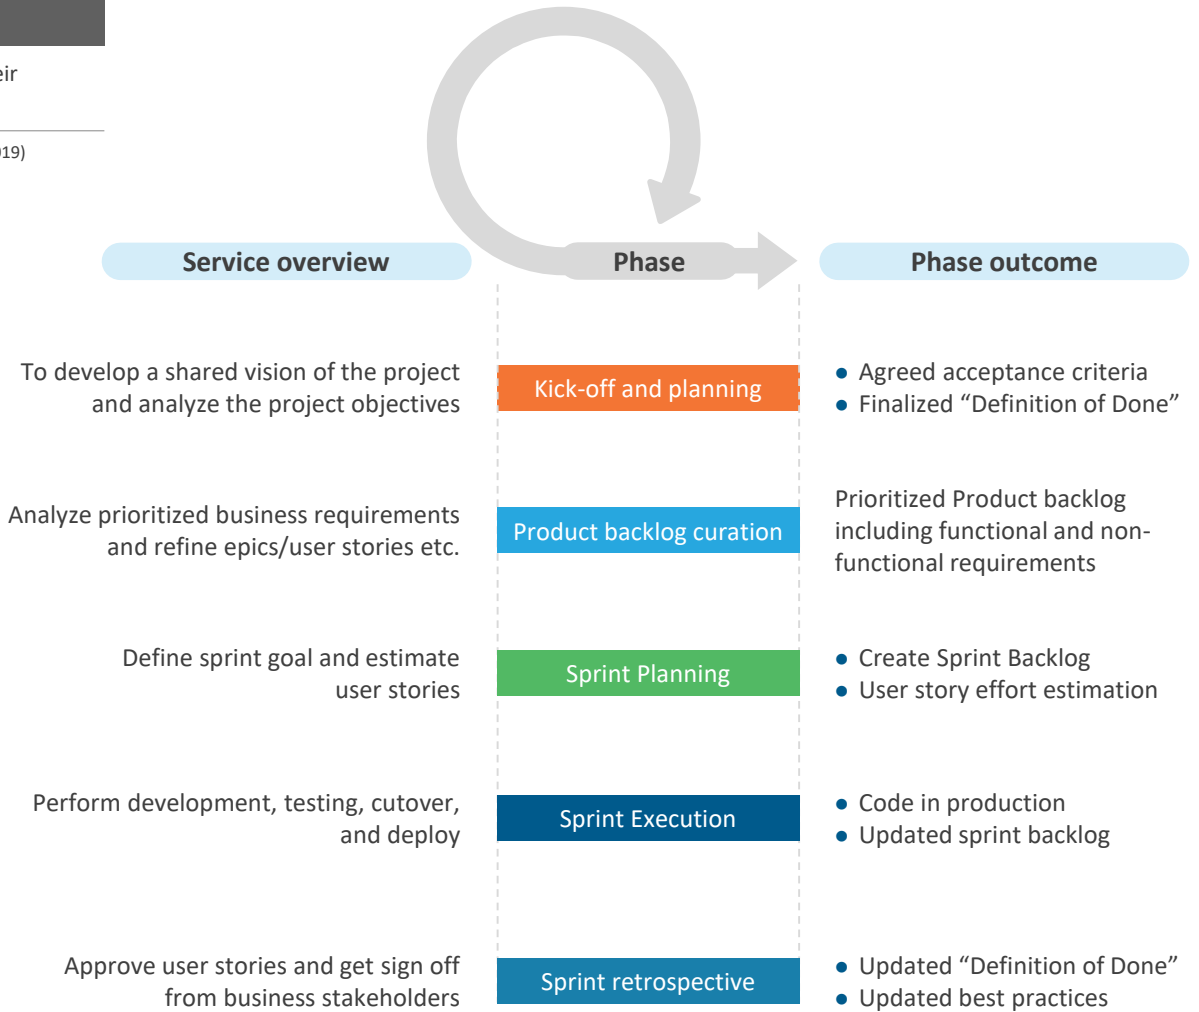 eir
019)
Service overview
Phase
Phase outcome
To develop a shared vision of the project
and analyze the project objectives
Kick-off and planning
● Agreed acceptance criteria
● Finalized “Definition of Done”
Analyze prioritized business requirements
and refine epics/user stories etc.
Product backlog curation
Prioritized Product backlog
including functional and non-
functional requirements
Define sprint goal and estimate
user stories
Sprint Planning
● Create Sprint Backlog
● User story effort estimation
Perform development, testing, cutover,
and deploy
Sprint Execution
● Code in production
● Updated sprint backlog
Approve user stories and get sign off
from business stakeholders
Sprint retrospective
● Updated “Definition of Done”
● Updated best practices